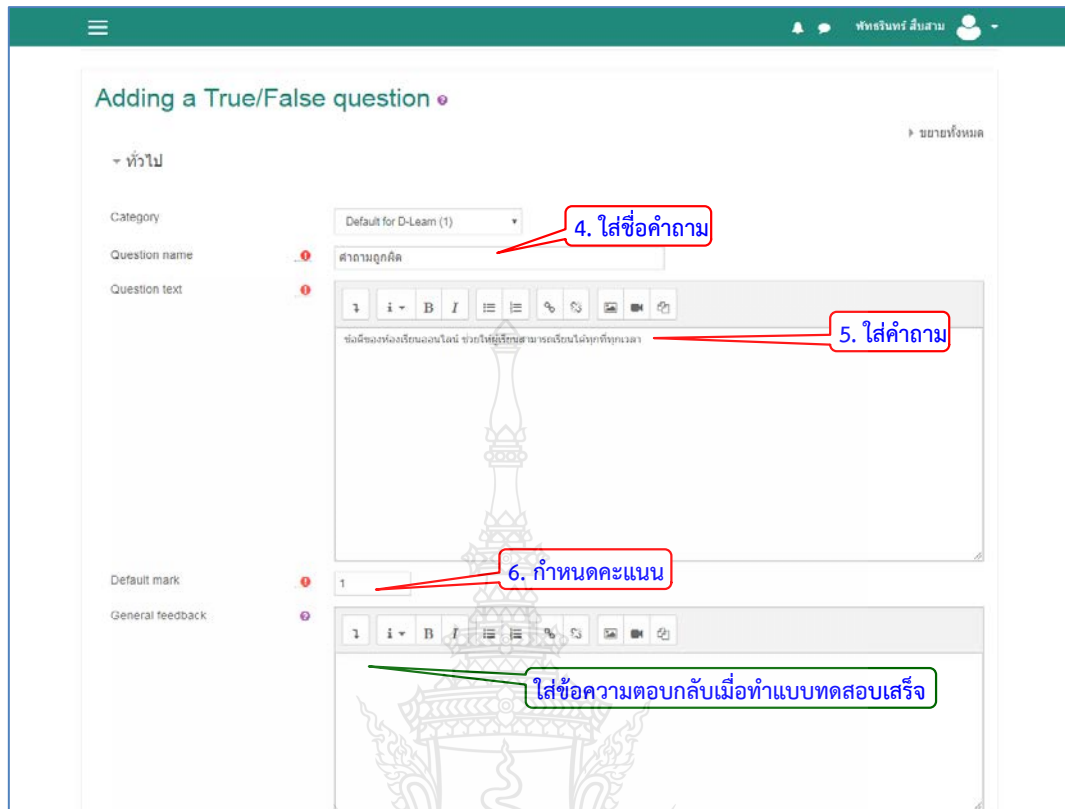 พัทธรินทร์ สืบสาม
Adding a True/False question
ขยายทั้งหมด
ทั่วไป
Category
Default for D-Learn (1)
4. ใส่ชื่อคำถาม
Question name
คำถามถูกผิด
Question text
i B I
ข้อดีของห้องเรียนออนไลน์ ช่วยให้ผู้เรียนสามารถเรียนได้ทุกที่ทุกเวลา
5. ใส่คำถาม
Default mark
1
6. กำหนดคะแนน
General feedback
i B I
ใส่ข้อความตอบกลับเมื่อทำแบบทดสอบเสร็จ